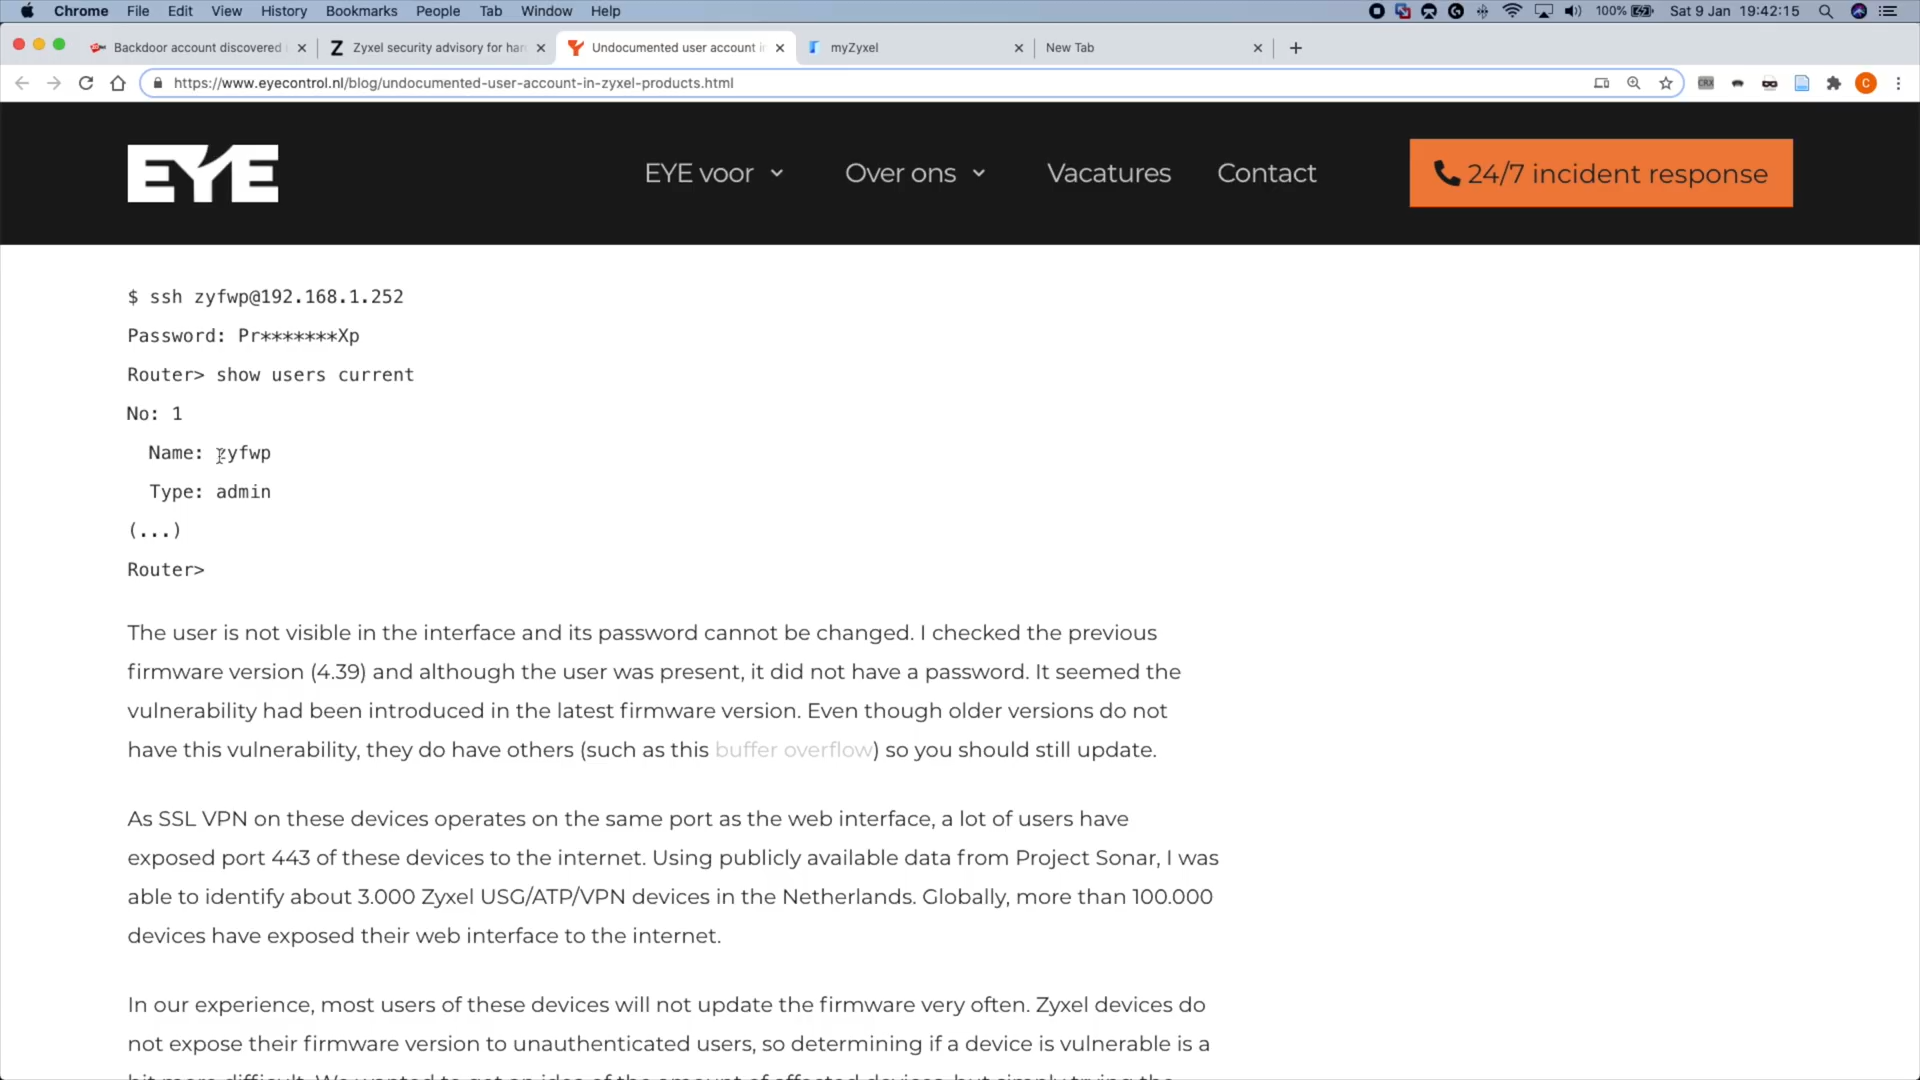 Chrome File Edit View History Bookmarks People Tab Window Help 100% Sat 9 Jan 19:42:15
Backdoor account discovered
Zyxel security advisory for har
Undocumented user account i
myZyxel
New Tab
https://www.eyecontrol.nl/blog/undocumented-user-account-in-zyxel-products.html
CRX
C
EYE
EYE voor
Over ons
Vacatures
Contact
24/7 incident response
$ ssh zyfwp@192.168.1.252
Password: Pr*******Xp
Router> show users current
No: 1
Name: zyfwp
Type: admin
(...)
Router>
The user is not visible in the interface and its password cannot be changed. I checked the previous
firmware version (4.39) and although the user was present, it did not have a password. It seemed the
vulnerability had been introduced in the latest firmware version. Even though older versions do not
have this vulnerability, they do have others (such as this buffer overflow) so you should still update.
As SSL VPN on these devices operates on the same port as the web interface, a lot of users have
exposed port 443 of these devices to the internet. Using publicly available data from Project Sonar, I was
able to identify about 3.000 Zyxel USG/ATP/VPN devices in the Netherlands. Globally, more than 100.000
devices have exposed their web interface to the internet.
In our experience, most users of these devices will not update the firmware very often. Zyxel devices do
not expose their firmware version to unauthenticated users, so determining if a device is vulnerable is a